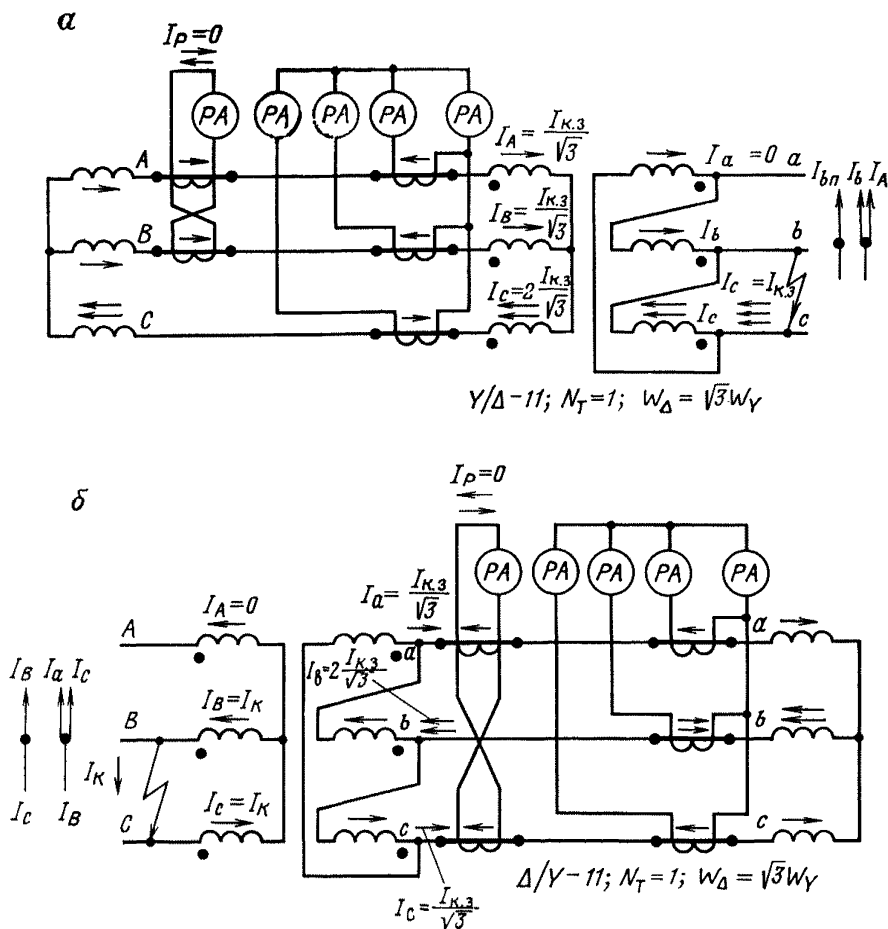 а
I_P=0
PA PA PA PA PA
I_A = I_к.з / √3
A
I_a = 0 a
I_bп I_b I_A
I_B = I_к.з / √3
B
I_b b
I_c = I_к.з
I_c = 2 I_к.з / √3
C
I_c c
Y/Δ-11; N_T=1; W_Δ = √3W_Y
б
I_P=0
PA PA PA PA PA
I_a = I_к.з / √3
I_A=0
A
a a
I_B I_a I_c
I_в=2 I_к.з / √3
I_B=I_K
B
b b
I_к
I_c I_B
I_c = I_K
C
c c
Δ/Y-11; N_T=1; W_Δ = √3W_Y
I_c = I_к.з / √3